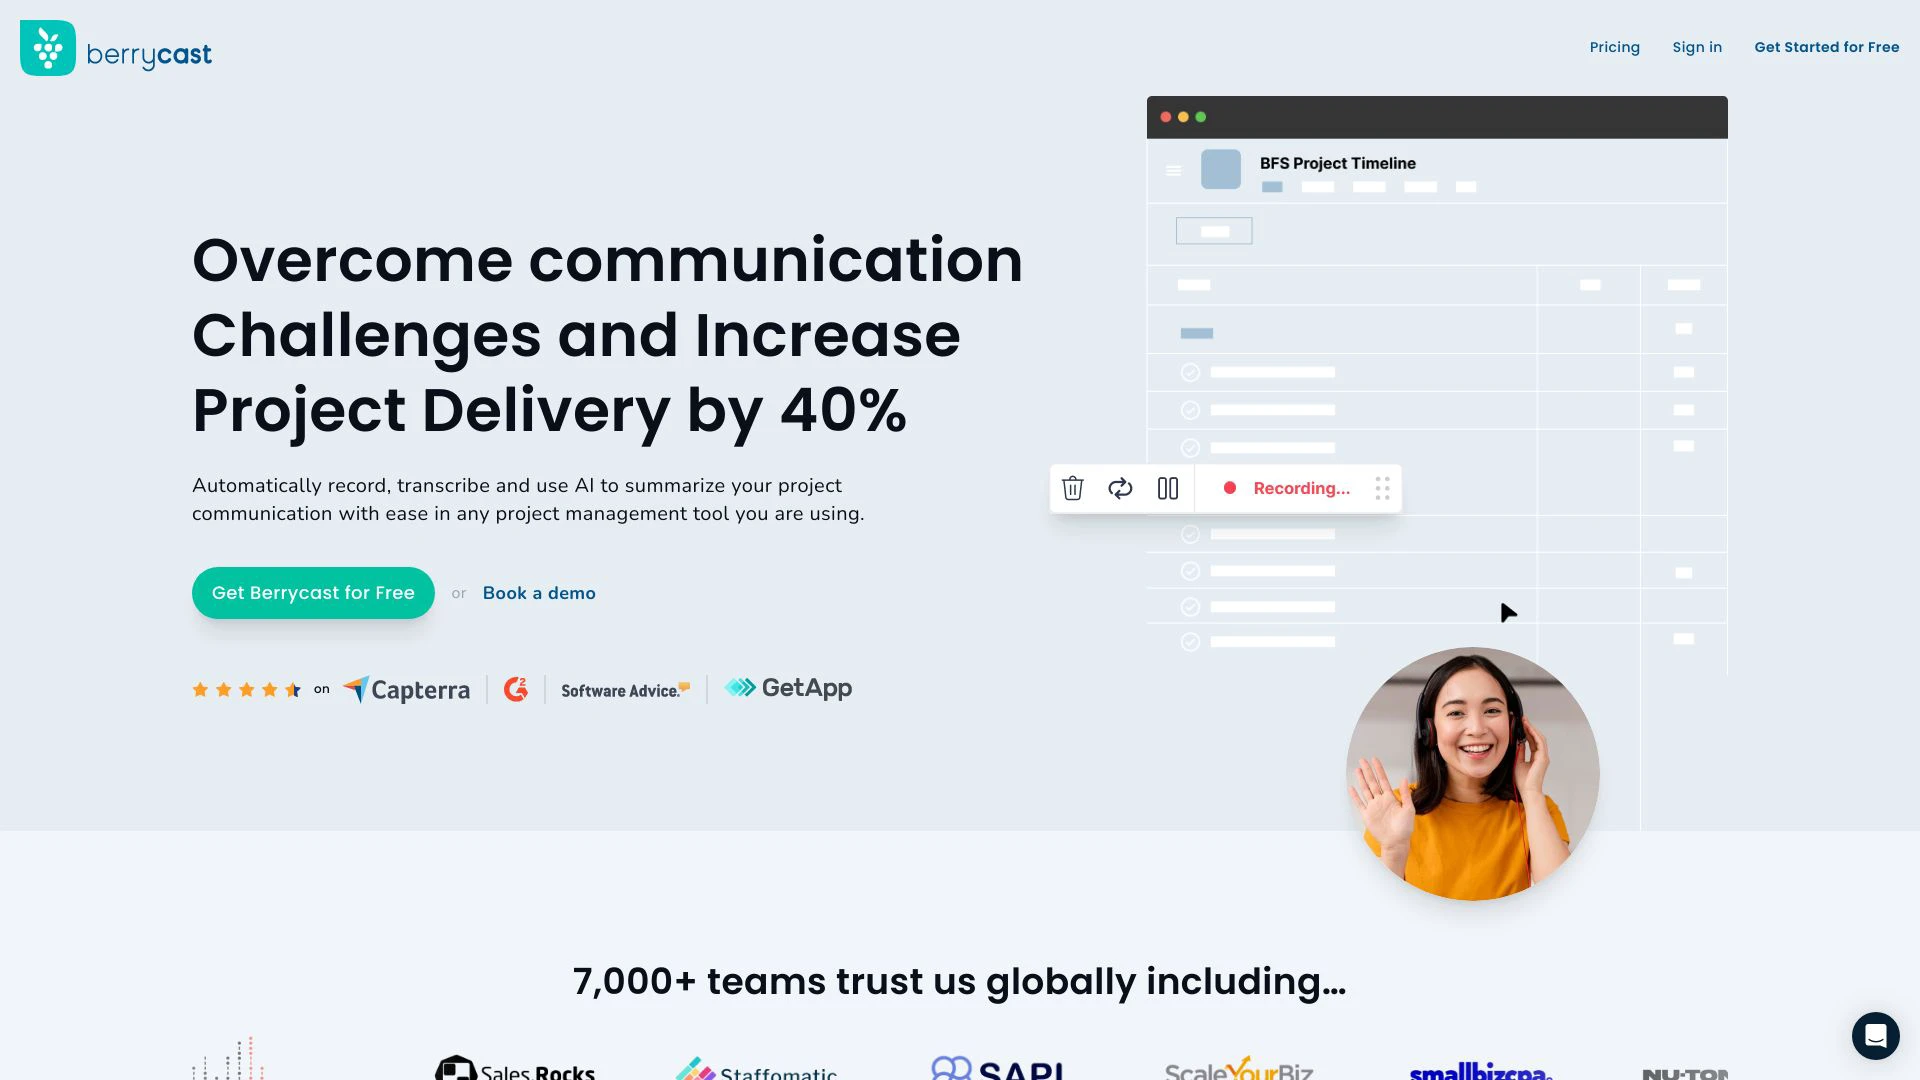 berrycast
Pricing
Sign in
Get Started for Free
BFS Project Timeline
Overcome communication
Challenges and Increase
Project Delivery by 40%
Automatically record, transcribe and use AI to summarize your project
communication with ease in any project management tool you are using.
Recording...
Get Berrycast for Free
or
Book a demo
on
Capterra
G2
Software Advice.
GetApp
7,000+ teams trust us globally including...
Sales.Rocks
Staffomatic
SAPI
ScaleYourBiz
smallbizcpa